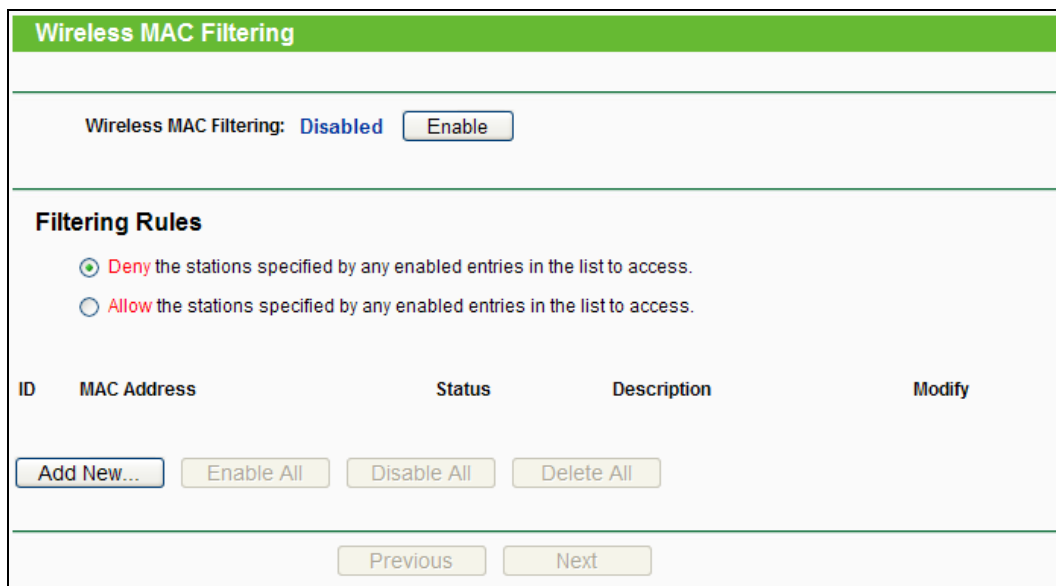 Wireless MAC Filtering
Wireless MAC Filtering: Disabled Enable
Filtering Rules
Deny the stations specified by any enabled entries in the list to access.
Allow the stations specified by any enabled entries in the list to access.
ID MAC Address Status Description Modify
Add New... Enable All Disable All Delete All
Previous Next